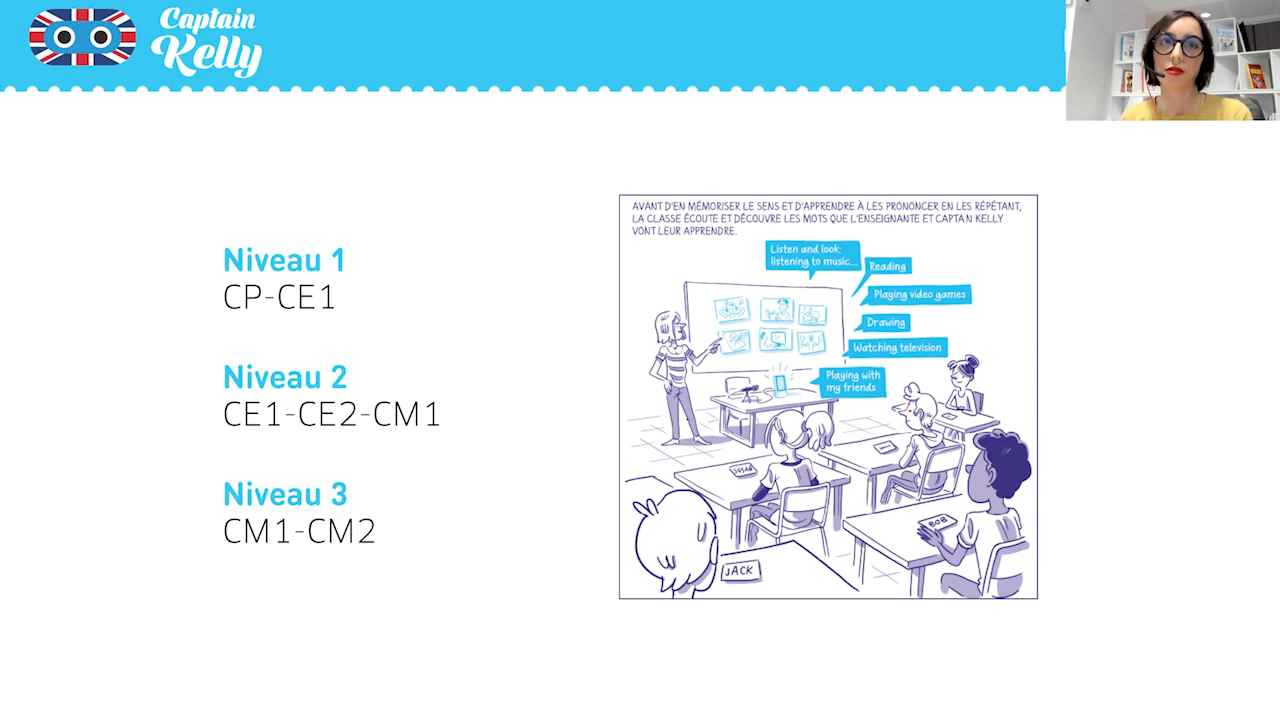 Captain
Kelly
Niveau 1
CP-CE1
Niveau 2
CE1-CE2-CM1
Niveau 3
CM1-CM2
AVANT D'EN MÉMORISER LE SENS ET D'APPRENDRE À LES PRONONCER EN LES RÉPÉTANT,
LA CLASSE ÉCOUTE ET DÉCOUVRE LES MOTS QUE L'ENSEIGNANTE ET CAPTA N KELLY
VONT LEUR APPRENDRE.
Listen and look:
listening to music...
Reading
Playing video games
Drawing
Watching television
Playing with
my friends
SUSAN
BOB
JACK